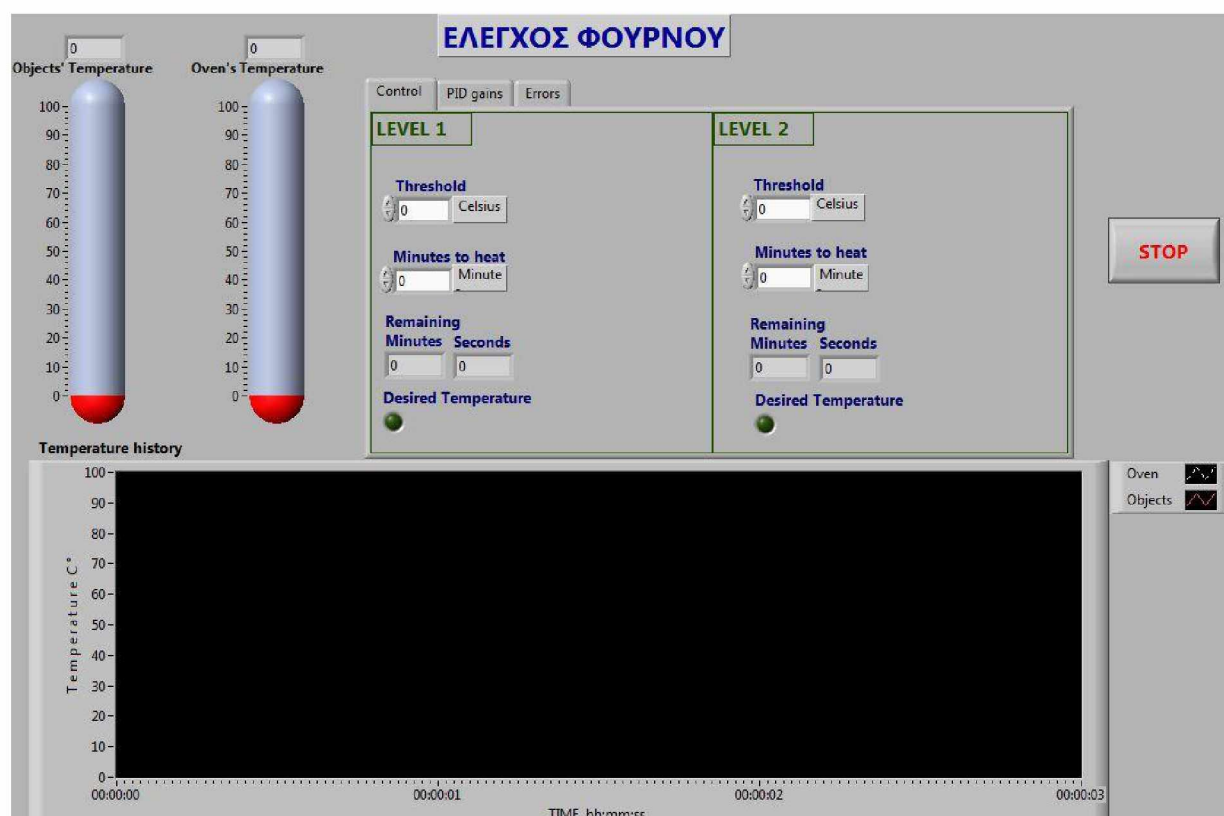 ΕΛΕΓΧΟΣ ΦΟΥΡΝΟΥ
0
Objects' Temperature
100
90
80
70
60
50
40
30
20
10
0
0
Oven's Temperature
100
90
80
70
60
50
40
30
20
10
0
Control PID gains Errors
LEVEL 1
Threshold
0 Celsius
Minutes to heat
0 Minute
Remaining
Minutes Seconds
0 0
Desired Temperature
LEVEL 2
Threshold
0 Celsius
Minutes to heat
0 Minute
Remaining
Minutes Seconds
0 0
Desired Temperature
STOP
Temperature history
Temperature C°
100
90
80
70
60
50
40
30
20
10
0
00:00:00 00:00:01 00:00:02 00:00:03
TIME hh:mm:ss
Oven
Objects